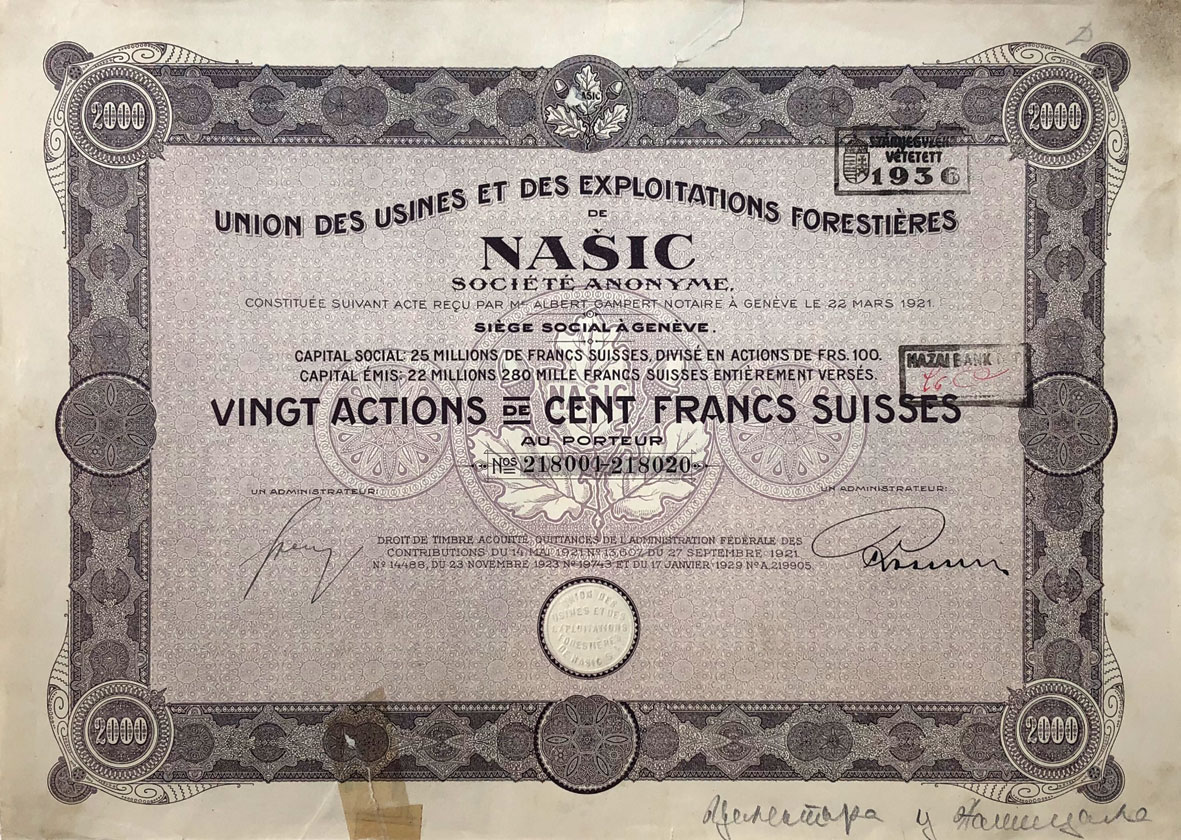 2000
NAŠIC
2000
SZÁMJEGYZÉKBE
VÉTETETT
1936
UNION DES USINES ET DES EXPLOITATIONS FORESTIÈRES
DE
NAŠIC
SOCIÉTÉ ANONYME,
CONSTITUÉE SUIVANT ACTE REÇU PAR Me ALBERT GAMPERT NOTAIRE À GENÈVE LE 22 MARS 1921.
SIÈGE SOCIAL À GENÈVE.
CAPITAL SOCIAL: 25 MILLIONS DE FRANCS SUISSES, DIVISÉ EN ACTIONS DE FRS. 100.
CAPITAL ÉMIS: 22 MILLIONS 280 MILLE FRANCS SUISSES ENTIÈREMENT VERSÉS.
HAZAI BANK
NAŠIC
VINGT ACTIONS DE CENT FRANCS SUISSES
AU PORTEUR
Nos 218001-218020
UN ADMINISTRATEUR:
UN ADMINISTRATEUR:
DROIT DE TIMBRE ACQUITÉ, QUITTANCES DE L'ADMINISTRATION FÉDÉRALE DES
CONTRIBUTIONS DU 14 MAI 1921 No 13,607 DU 27 SEPTEMBRE 1921
No 14488, DU 23 NOVEMBRE 1923 No 19743 ET DU 17 JANVIER 1929 No A.219905
UNION DES
USINES ET DES
EXPLOITATIONS
FORESTIÈRES
DE NAŠIC S.A.
2000
2000